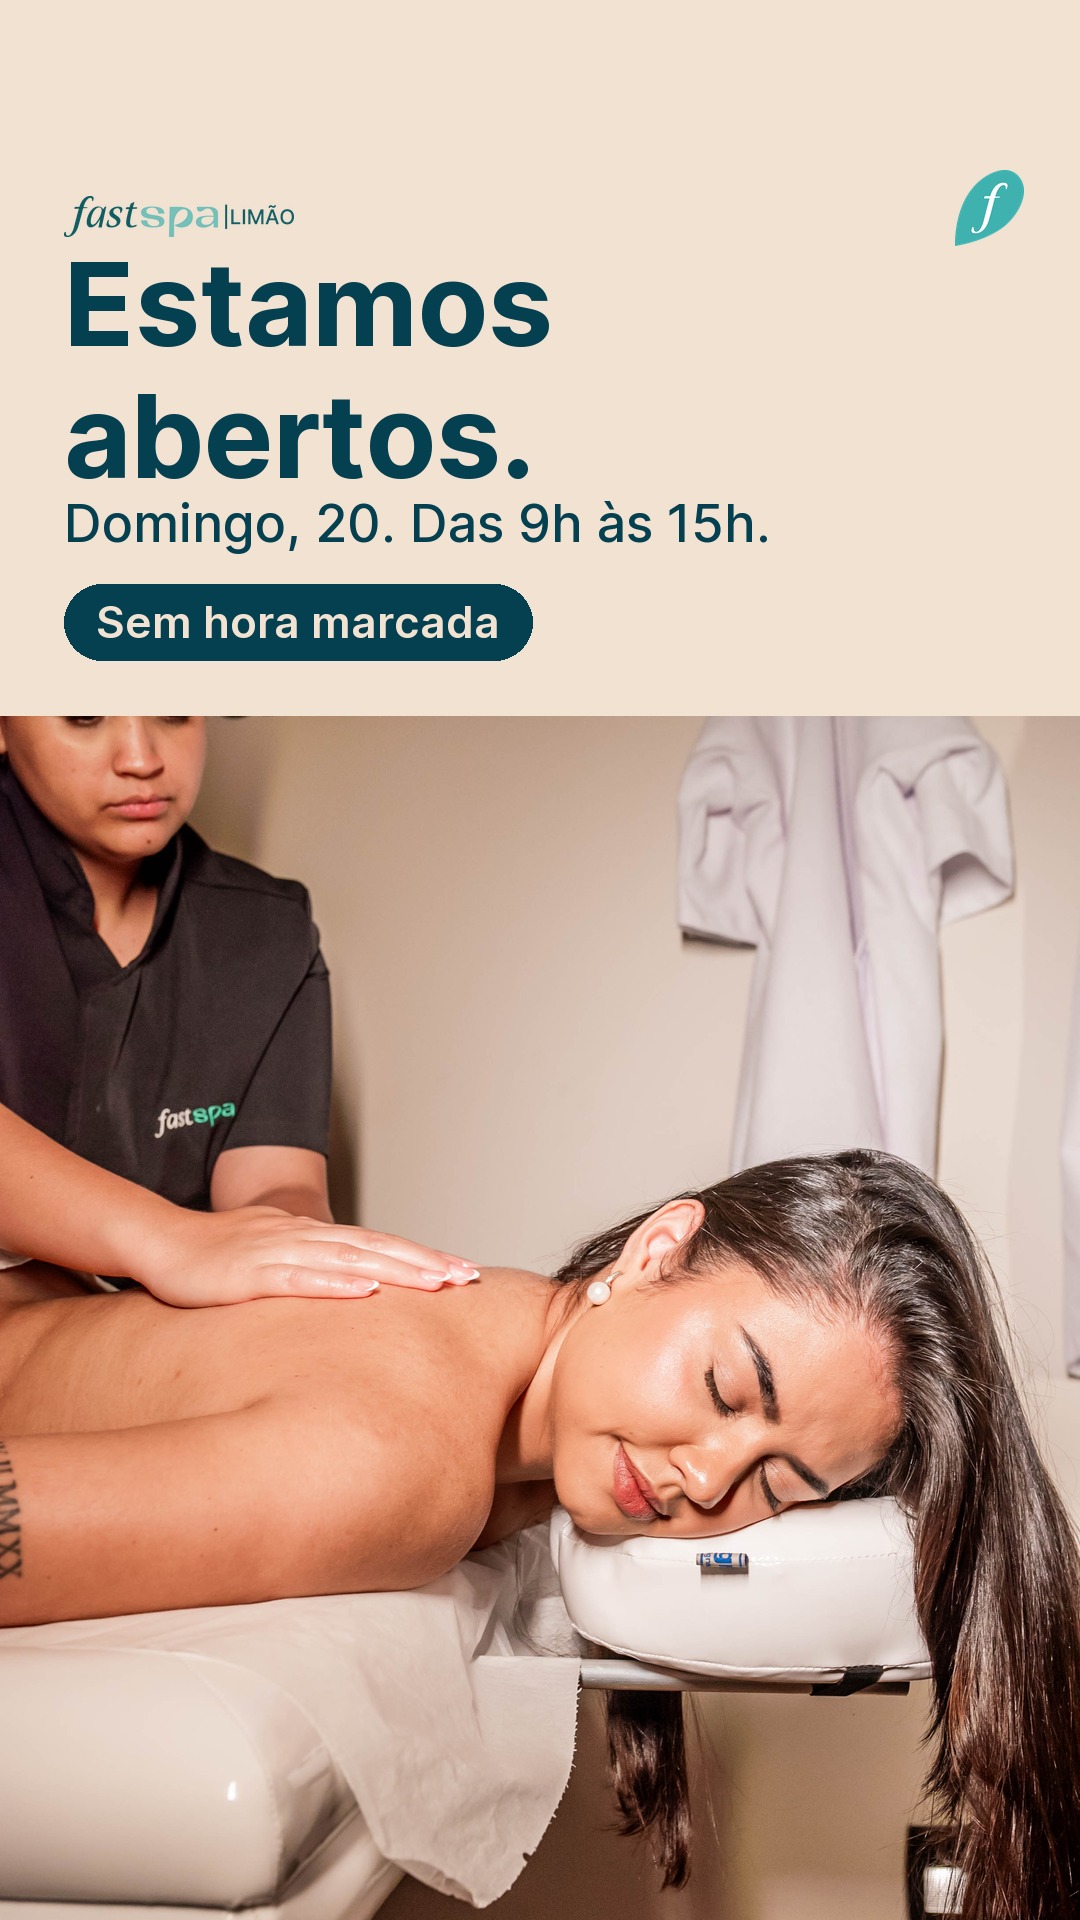 fastspa|LIMÃO
f
Estamos
abertos.
Domingo, 20. Das 9h às 15h.
Sem hora marcada
fastspa